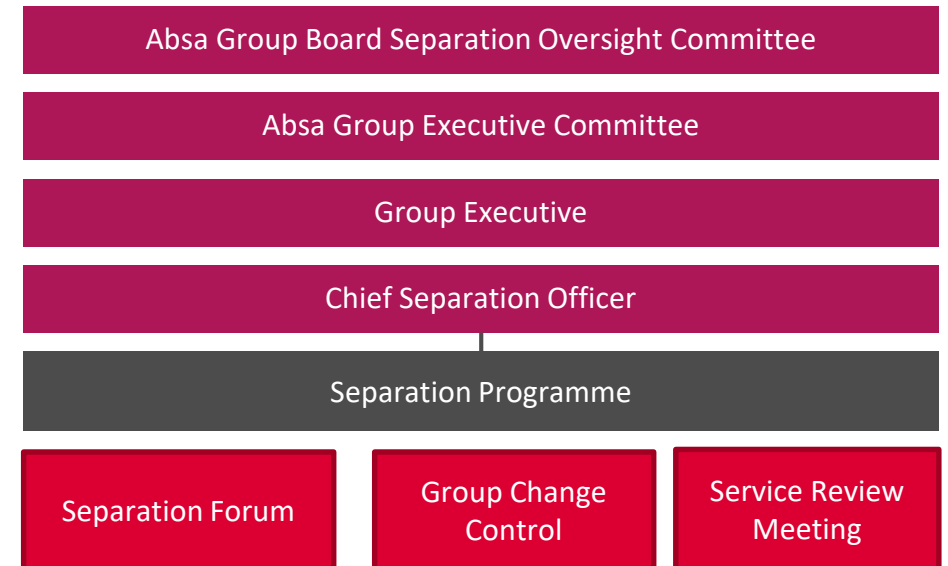 Absa Group Board Separation Oversight Committee
Absa Group Executive Committee
Group Executive
Chief Separation Officer
Separation Programme
Separation Forum
Group Change
Control
Service Review
Meeting